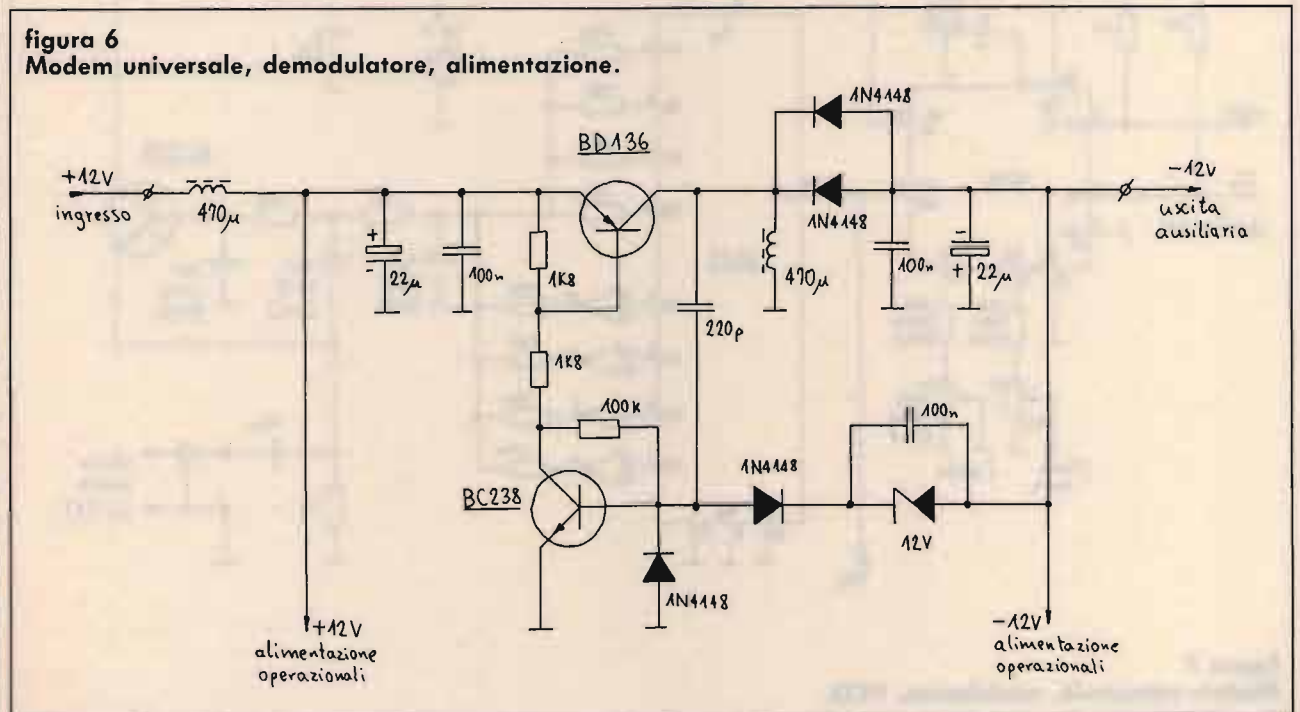 figura 6
Modem universale, demodulatore, alimentazione.
1N4148
BD136
+12V
ingresso
470μ
1N4148
-12V
uscita
ausiliaria
+
-
22μ
100n
1K8
470μ
100n
-
+
22μ
220p
1K8
100k
100n
1N4148
BC238
12V
1N4148
+12V
alimentazione
operazionali
-12V
alimentazione
operazionali